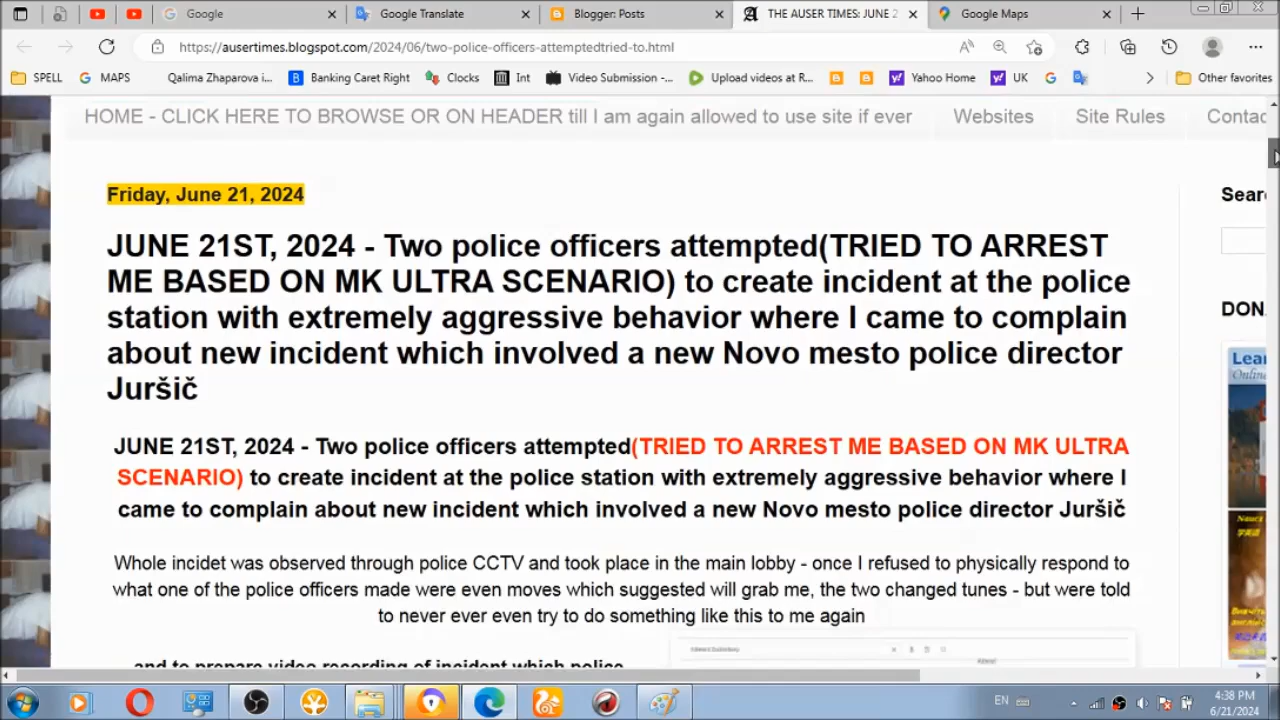 Google
Google Translate
Blogger: Posts
THE AUSER TIMES: JUNE 2
Google Maps
https://ausertimes.blogspot.com/2024/06/two-police-officers-attemptedtried-to.html
SPELL
MAPS
Qalima Zhaparova i...
Banking Caret Right
Clocks
Int
Video Submission -...
Upload videos at R...
Yahoo Home
UK
Other favorites
HOME - CLICK HERE TO BROWSE OR ON HEADER till I am again allowed to use site if ever
Websites
Site Rules
Contac
Friday, June 21, 2024
Sear
JUNE 21ST, 2024 - Two police officers attempted(TRIED TO ARREST
ME BASED ON MK ULTRA SCENARIO) to create incident at the police
station with extremely aggressive behavior where I came to complain
about new incident which involved a new Novo mesto police director
Juršič
DON
Lea
Online
JUNE 21ST, 2024 - Two police officers attempted(TRIED TO ARREST ME BASED ON MK ULTRA
SCENARIO) to create incident at the police station with extremely aggressive behavior where I
came to complain about new incident which involved a new Novo mesto police director Juršič
Whole incidet was observed through police CCTV and took place in the main lobby - once I refused to physically respond to
what one of the police officers made were even moves which suggested will grab me, the two changed tunes - but were told
to never ever even try to do something like this to me again
and to prepare video recording of incident which police
EN
4:38 PM
6/21/2024